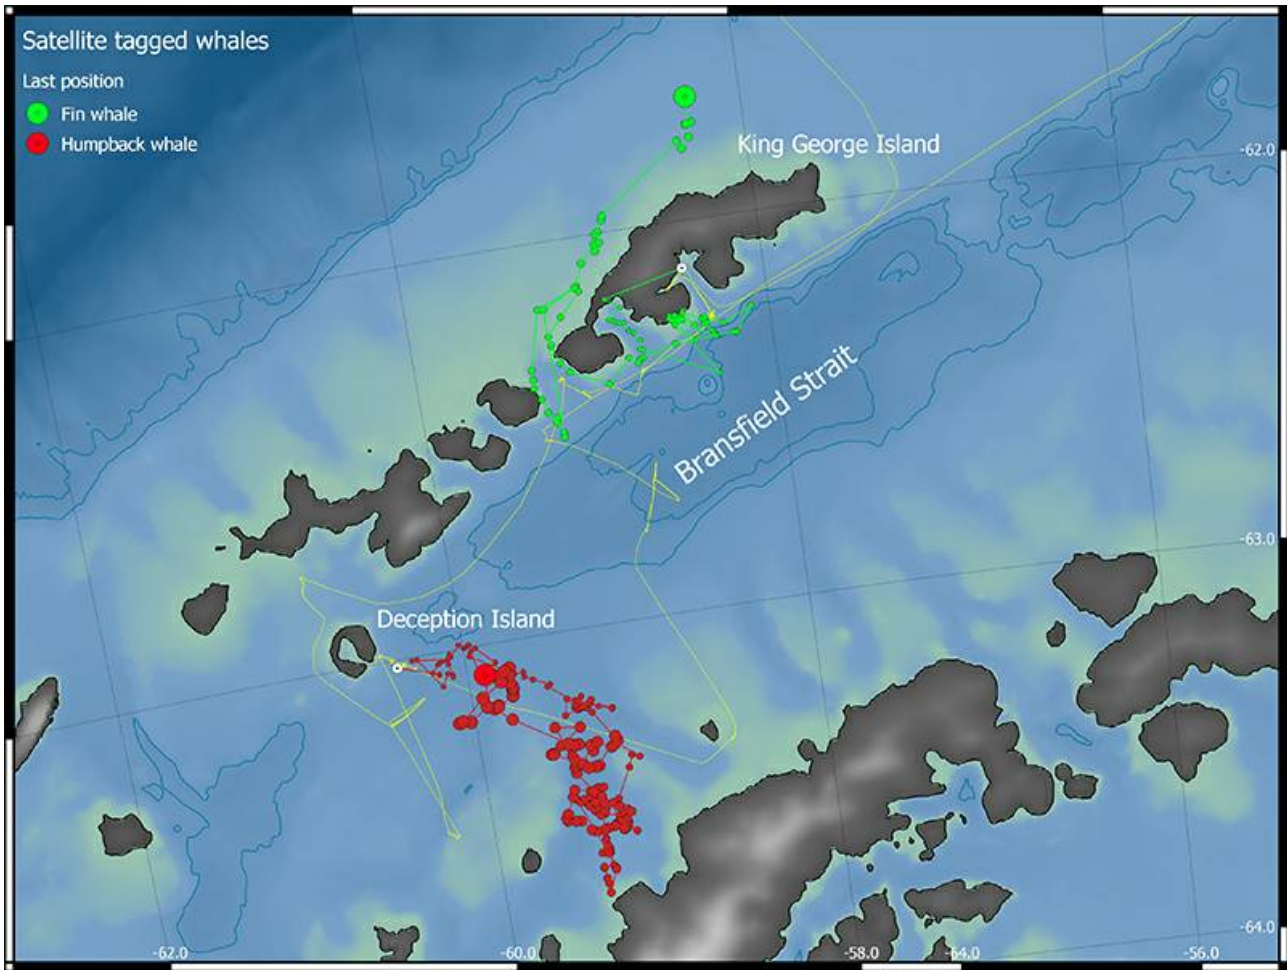 Satellite tagged whales
Last position
Fin whale
Humpback whale
King George Island
-62.0
Bransfield Strait
-63.0
Deception Island
-64.0
-62.0
-60.0
-58.0
-64.0
-56.0